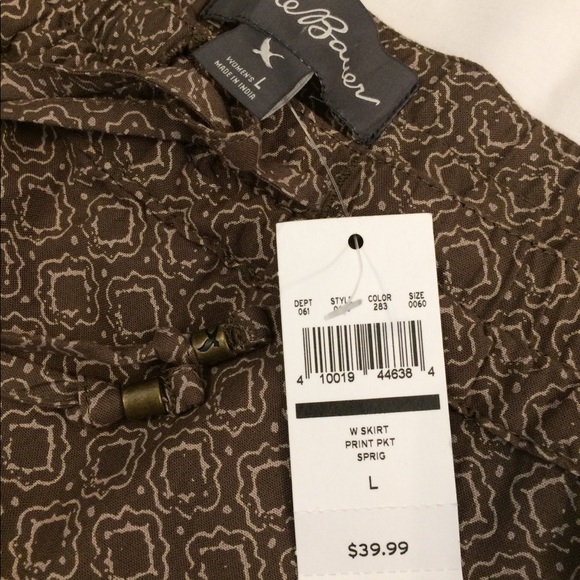 Bauer
WOMEN'S L
MADE IN INDIA
DEPT STYLE COLOR SIZE
061 283 0060
4 10019 44638 4
W SKIRT
PRINT PKT
SPRIG
L
$39.99